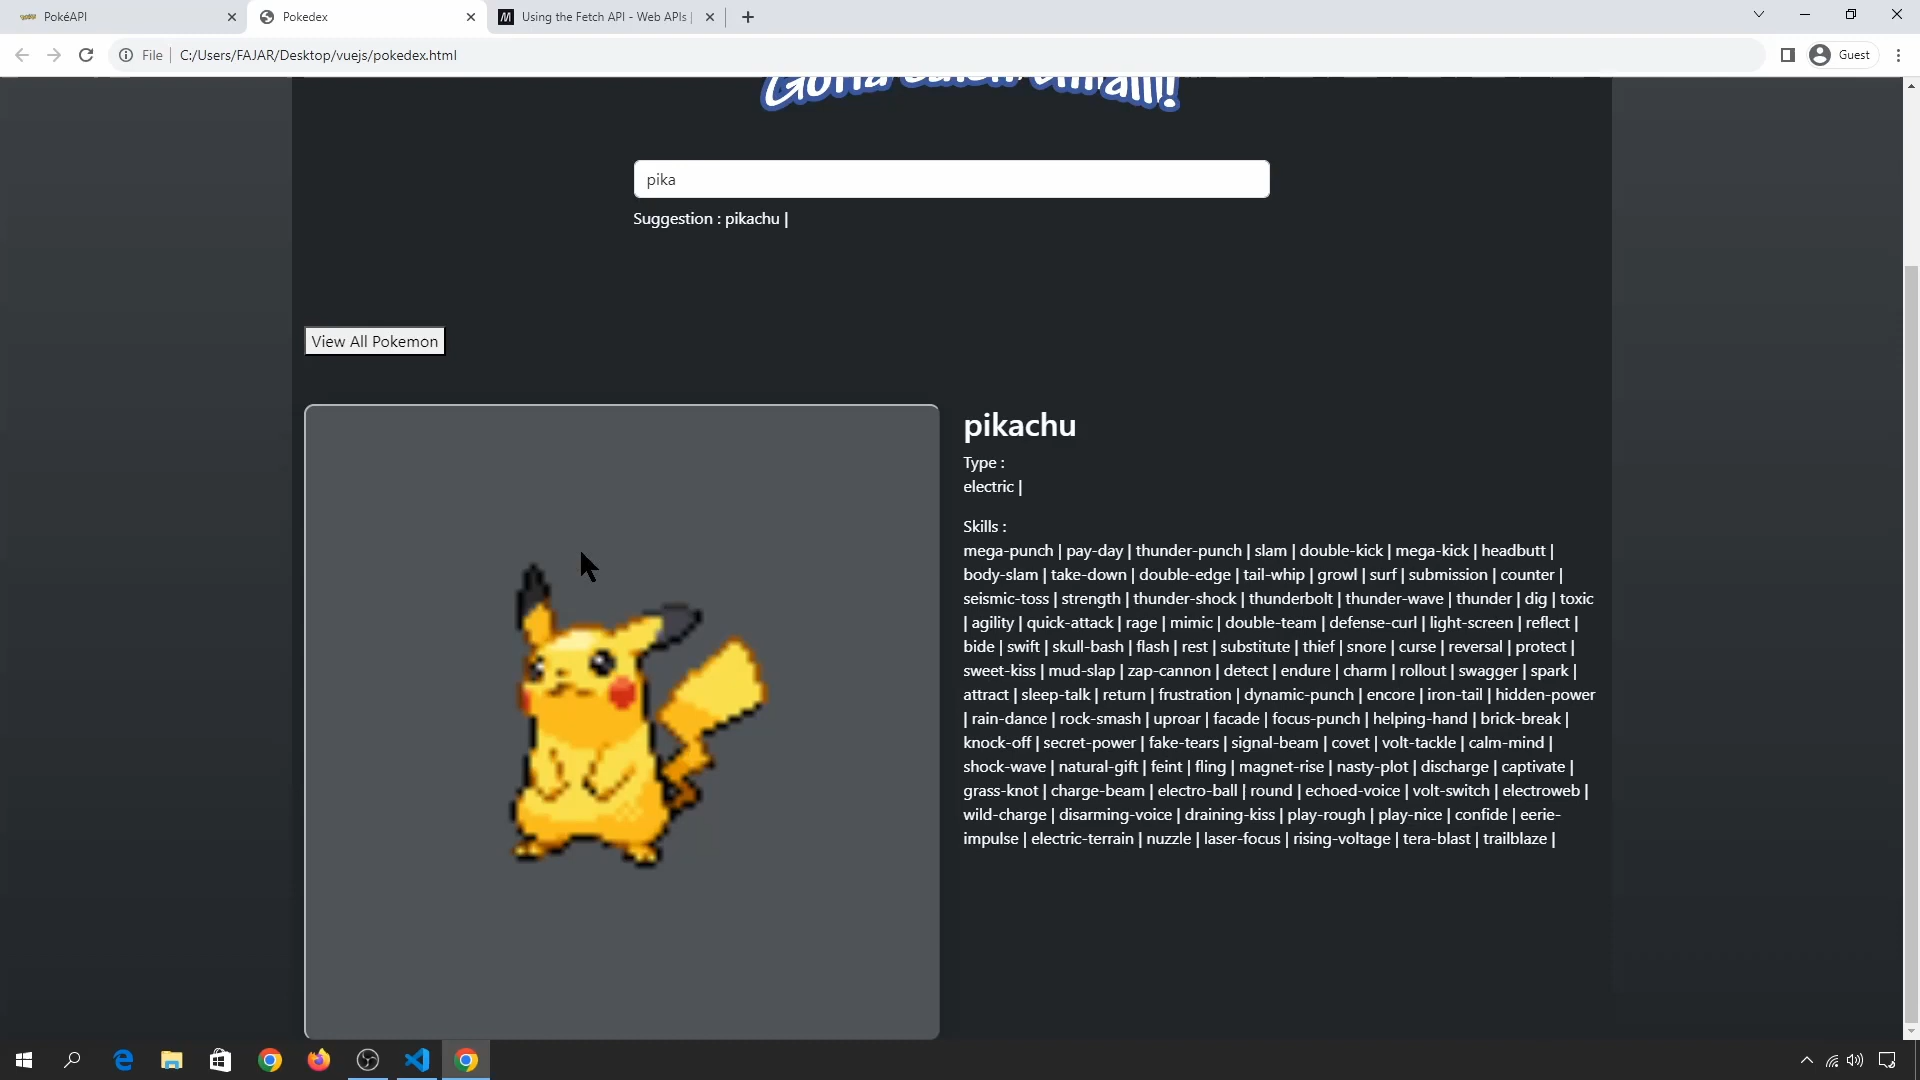 PokéAPI
Pokedex
Using the Fetch API - Web APIs |
File
C:/Users/FAJAR/Desktop/vuejs/pokedex.html
Guest
pika
Suggestion : pikachu |
View All Pokemon
pikachu
Type :
electric |
Skills :
mega-punch | pay-day | thunder-punch | slam | double-kick | mega-kick | headbutt |
body-slam | take-down | double-edge | tail-whip | growl | surf | submission | counter |
seismic-toss | strength | thunder-shock | thunderbolt | thunder-wave | thunder | dig | toxic
| agility | quick-attack | rage | mimic | double-team | defense-curl | light-screen | reflect |
bide | swift | skull-bash | flash | rest | substitute | thief | snore | curse | reversal | protect |
sweet-kiss | mud-slap | zap-cannon | detect | endure | charm | rollout | swagger | spark |
attract | sleep-talk | return | frustration | dynamic-punch | encore | iron-tail | hidden-power
| rain-dance | rock-smash | uproar | facade | focus-punch | helping-hand | brick-break |
knock-off | secret-power | fake-tears | signal-beam | covet | volt-tackle | calm-mind |
shock-wave | natural-gift | feint | fling | magnet-rise | nasty-plot | discharge | captivate |
grass-knot | charge-beam | electro-ball | round | echoed-voice | volt-switch | electroweb |
wild-charge | disarming-voice | draining-kiss | play-rough | play-nice | confide | eerie-
impulse | electric-terrain | nuzzle | laser-focus | rising-voltage | tera-blast | trailblaze |